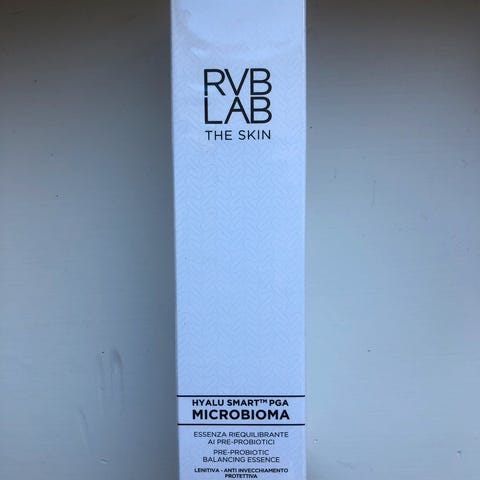 RVB
LAB
THE SKIN
HYALU SMART™ PGA
MICROBIOMA
ESSENZA RIEQUILIBRANTE
AI PRE-PROBIOTICI
PRE-PROBIOTIC
BALANCING ESSENCE
LENITIVA - ANTI INVECCHIAMENTO
PROTETTIVA